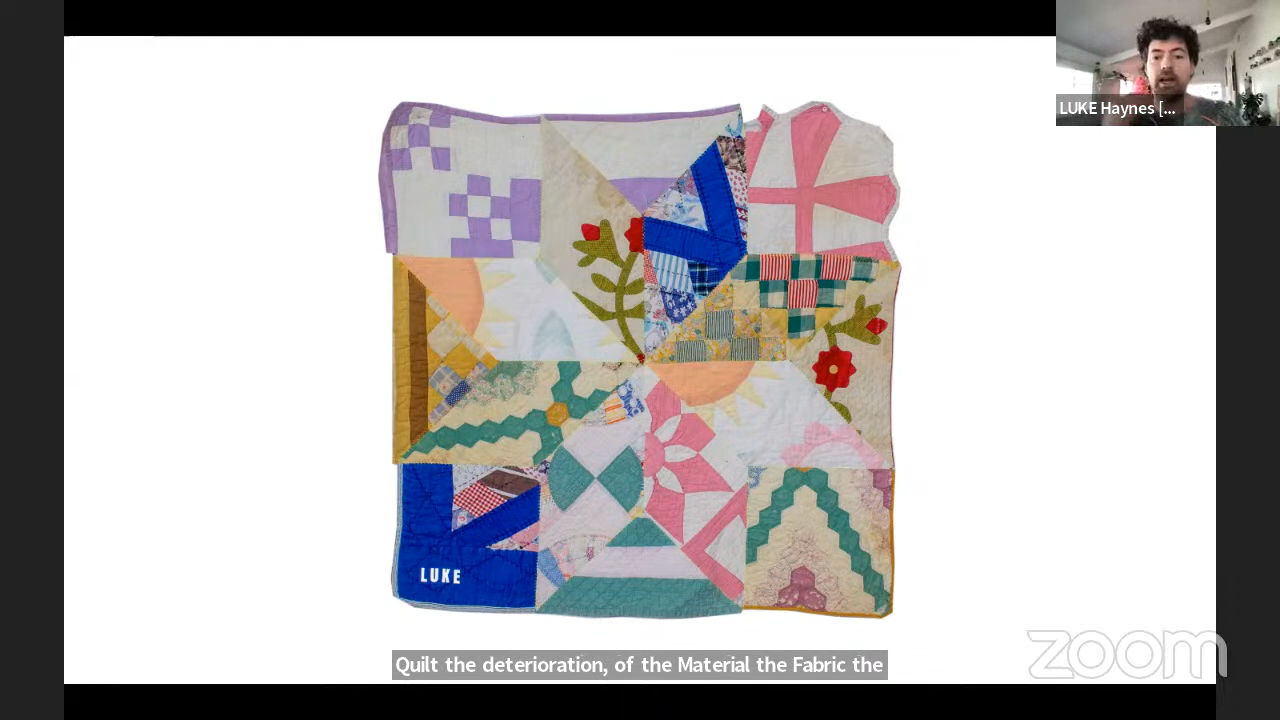 LUKE Haynes [...
LUKE
Quilt the deterioration, of the Material the Fabric the
zoom